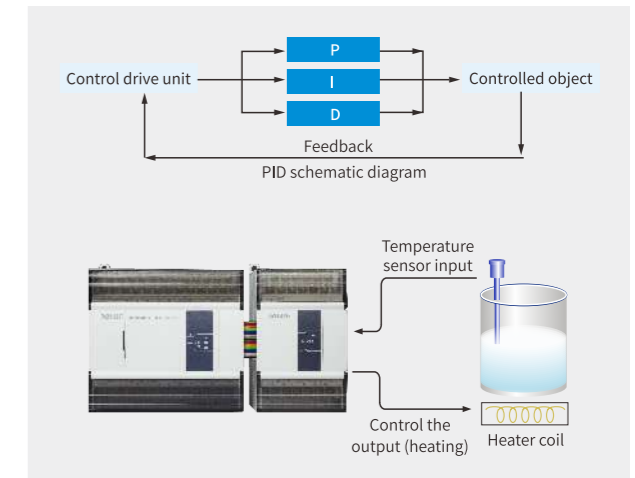 P
Control drive unit
I
Controlled object
D
Feedback
PID schematic diagram
Temperature
sensor input
Control the
output (heating)
Heater coil